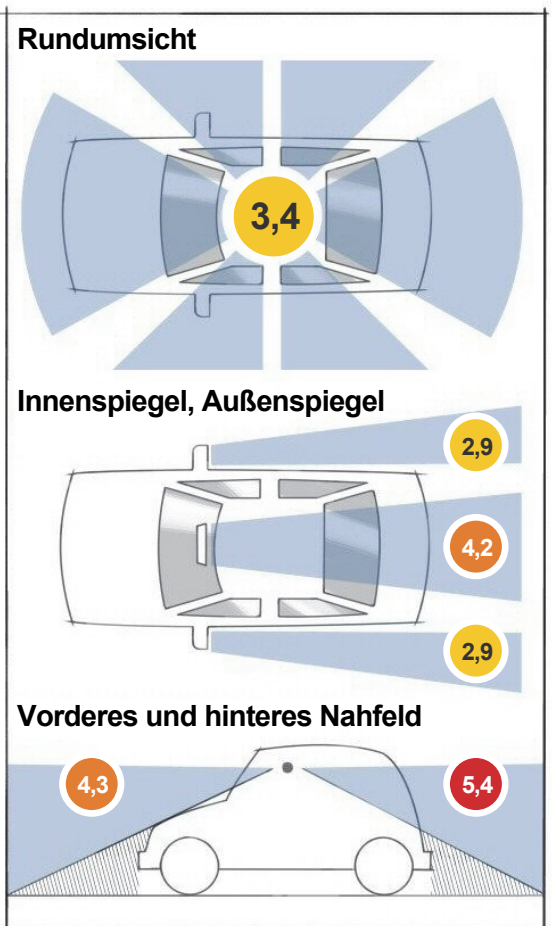 Rundumsicht
3,4
Innenspiegel, Außenspiegel
2,9
4,2
2,9
Vorderes und hinteres Nahfeld
4,3 5,4